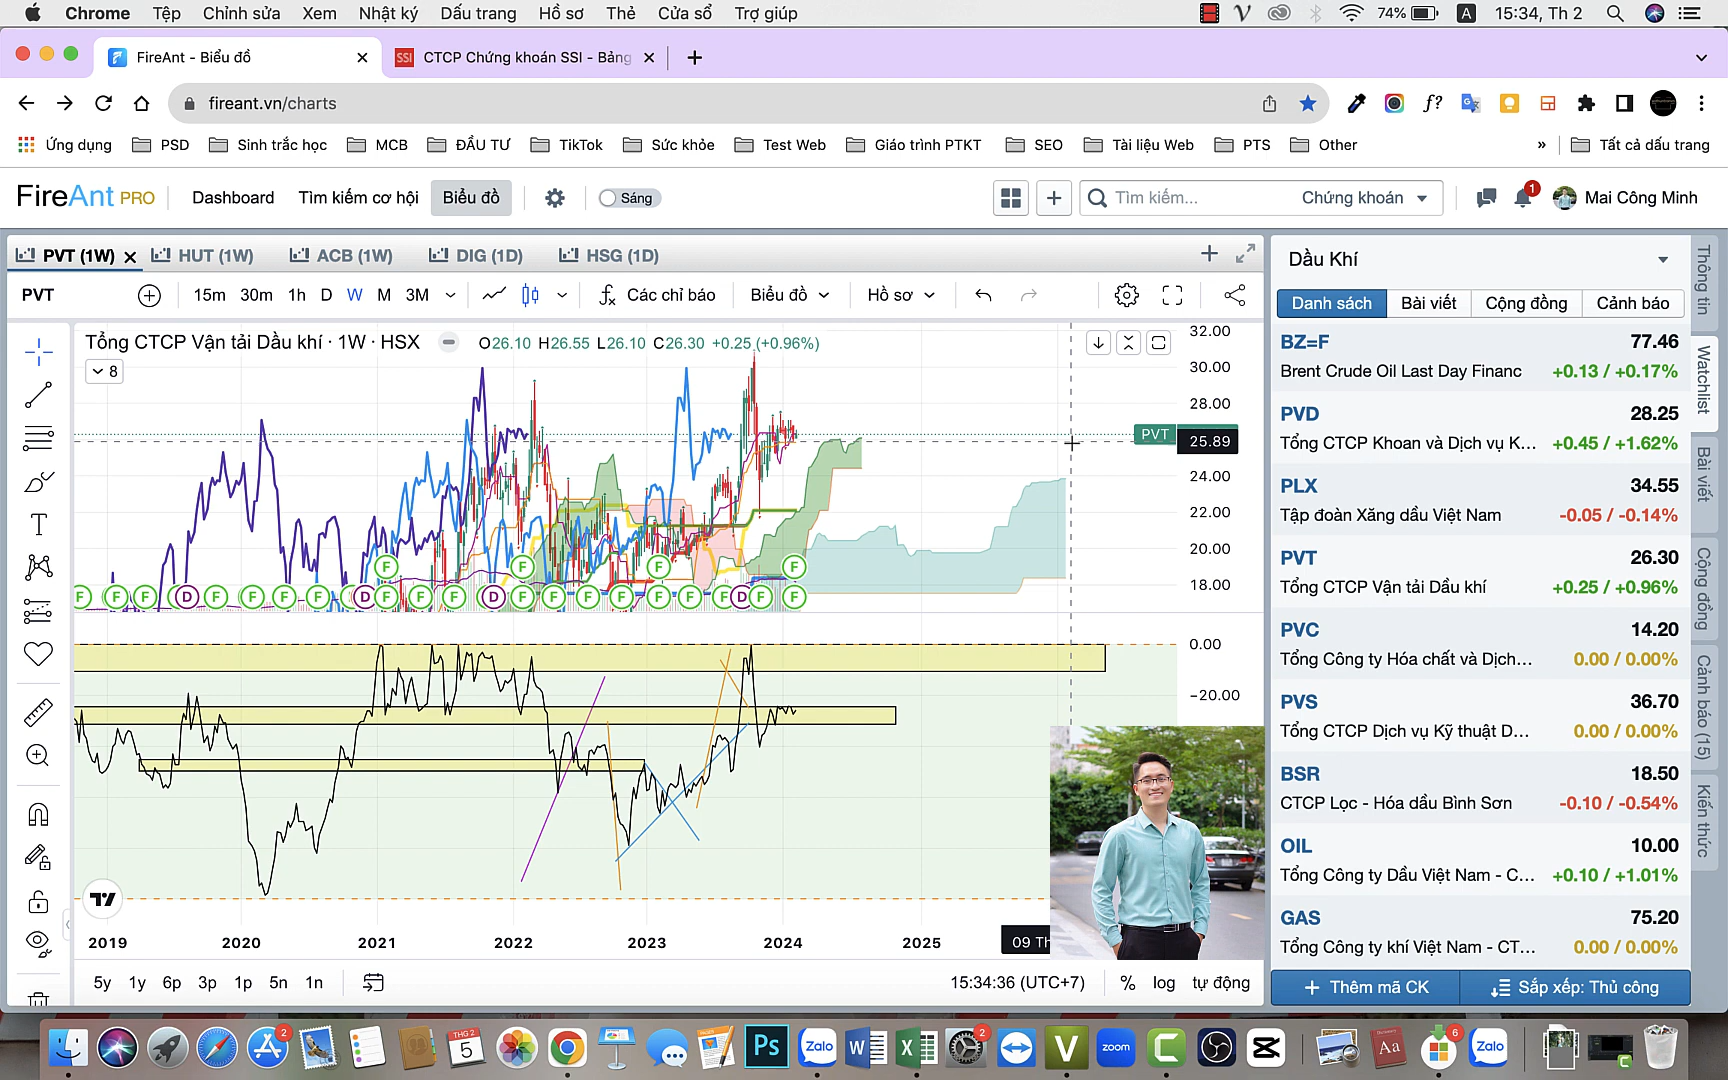 Chrome Tệp Chỉnh sửa Xem Nhật ký Dấu trang Hồ sơ Thẻ Cửa sổ Trợ giúp 74% A 15:34, Th 2
FireAnt - Biểu đồ
SSI CTCP Chứng khoán SSI - Bảng
fireant.vn/charts
f?
Ứng dụng PSD Sinh trắc học MCB ĐẦU TƯ TikTok Sức khỏe Test Web Giáo trình PTKT SEO Tài liệu Web PTS Other » Tất cả dấu trang
FireAnt PRO Dashboard Tìm kiếm cơ hội Biểu đồ Sáng Tìm kiếm... Chứng khoán 1 Mai Công Minh
PVT (1W) HUT (1W) ACB (1W) DIG (1D) HSG (1D)
PVT 15m 30m 1h D W M 3M Các chỉ báo Biểu đồ Hồ sơ
Tổng CTCP Vận tải Dầu khí · 1W · HSX O26.10 H26.55 L26.10 C26.30 +0.25 (+0.96%)
8
32.00
30.00
28.00
PVT 25.89
24.00
22.00
20.00
18.00
F F F F
F F F D F F F F D F F D F F F F F F F D F F
0.00
−20.00
2019 2020 2021 2022 2023 2024 2025 09 Th
5y 1y 6p 3p 1p 5n 1n 15:34:36 (UTC+7) % log tự động
Dầu Khí
Danh sách Bài viết Cộng đồng Cảnh báo
BZ=F 77.46
Brent Crude Oil Last Day Financ +0.13 / +0.17%
PVD 28.25
Tổng CTCP Khoan và Dịch vụ K... +0.45 / +1.62%
PLX 34.55
Tập đoàn Xăng dầu Việt Nam -0.05 / -0.14%
PVT 26.30
Tổng CTCP Vận tải Dầu khí +0.25 / +0.96%
PVC 14.20
Tổng Công ty Hóa chất và Dịch... 0.00 / 0.00%
PVS 36.70
Tổng CTCP Dịch vụ Kỹ thuật D... 0.00 / 0.00%
BSR 18.50
CTCP Lọc - Hóa dầu Bình Sơn -0.10 / -0.54%
OIL 10.00
Tổng Công ty Dầu Việt Nam - C... +0.10 / +1.01%
GAS 75.20
Tổng Công ty khí Việt Nam - CT... 0.00 / 0.00%
Thêm mã CK Sắp xếp: Thủ công
Thông tin
Watchlist
Bài viết
Cộng đồng
Cảnh báo (15)
Kiến thức
2 THG 2 5 Ps Zalo W X 2 V zoom C Aa 6 Zalo